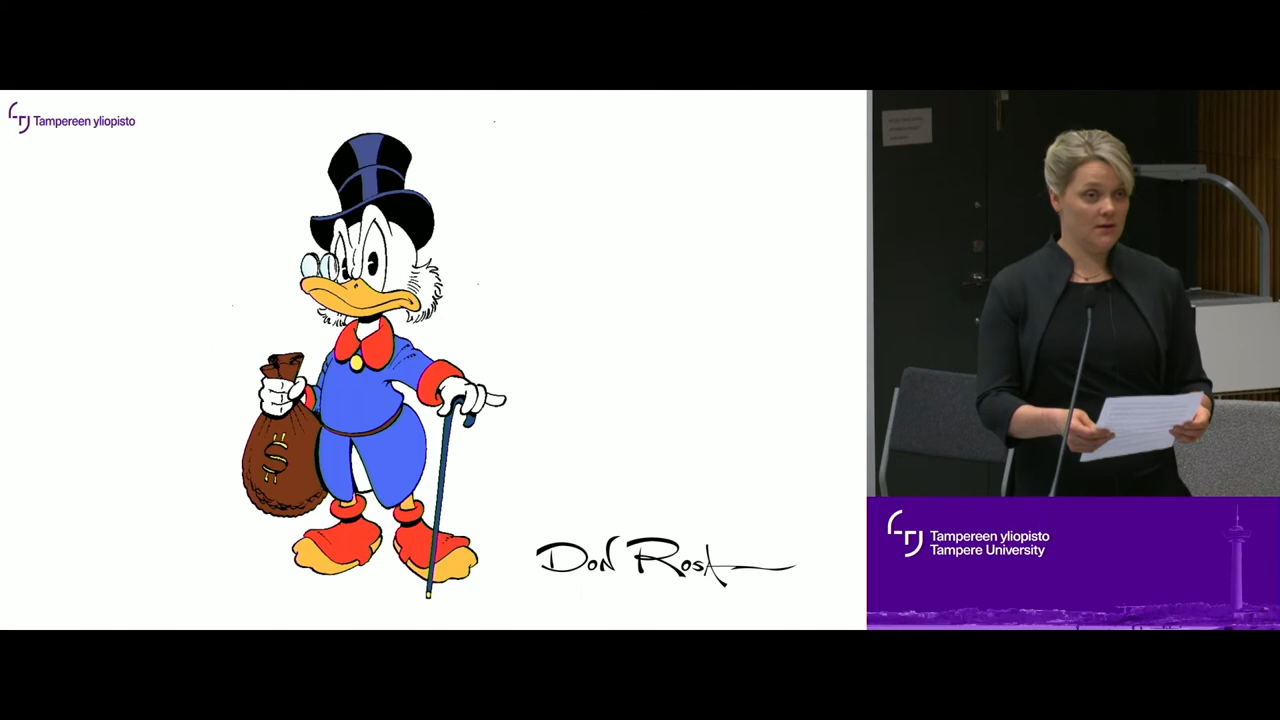 Tampereen yliopisto
$
Don Rosa
Tampereen yliopisto
Tampere University